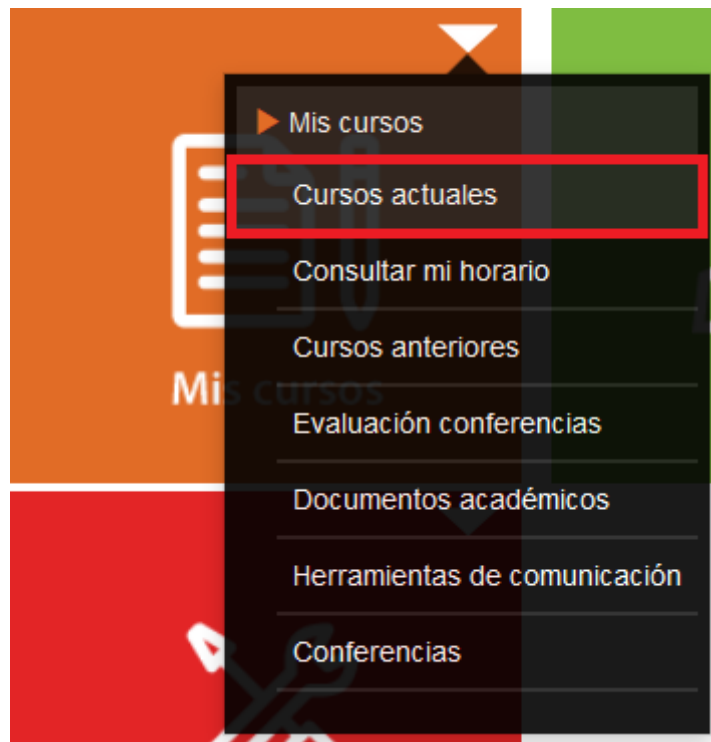 Mis cursos
Cursos actuales
Consultar mi horario
Cursos anteriores
Mis cursos
Evaluación conferencias
Documentos académicos
Herramientas de comunicación
Conferencias